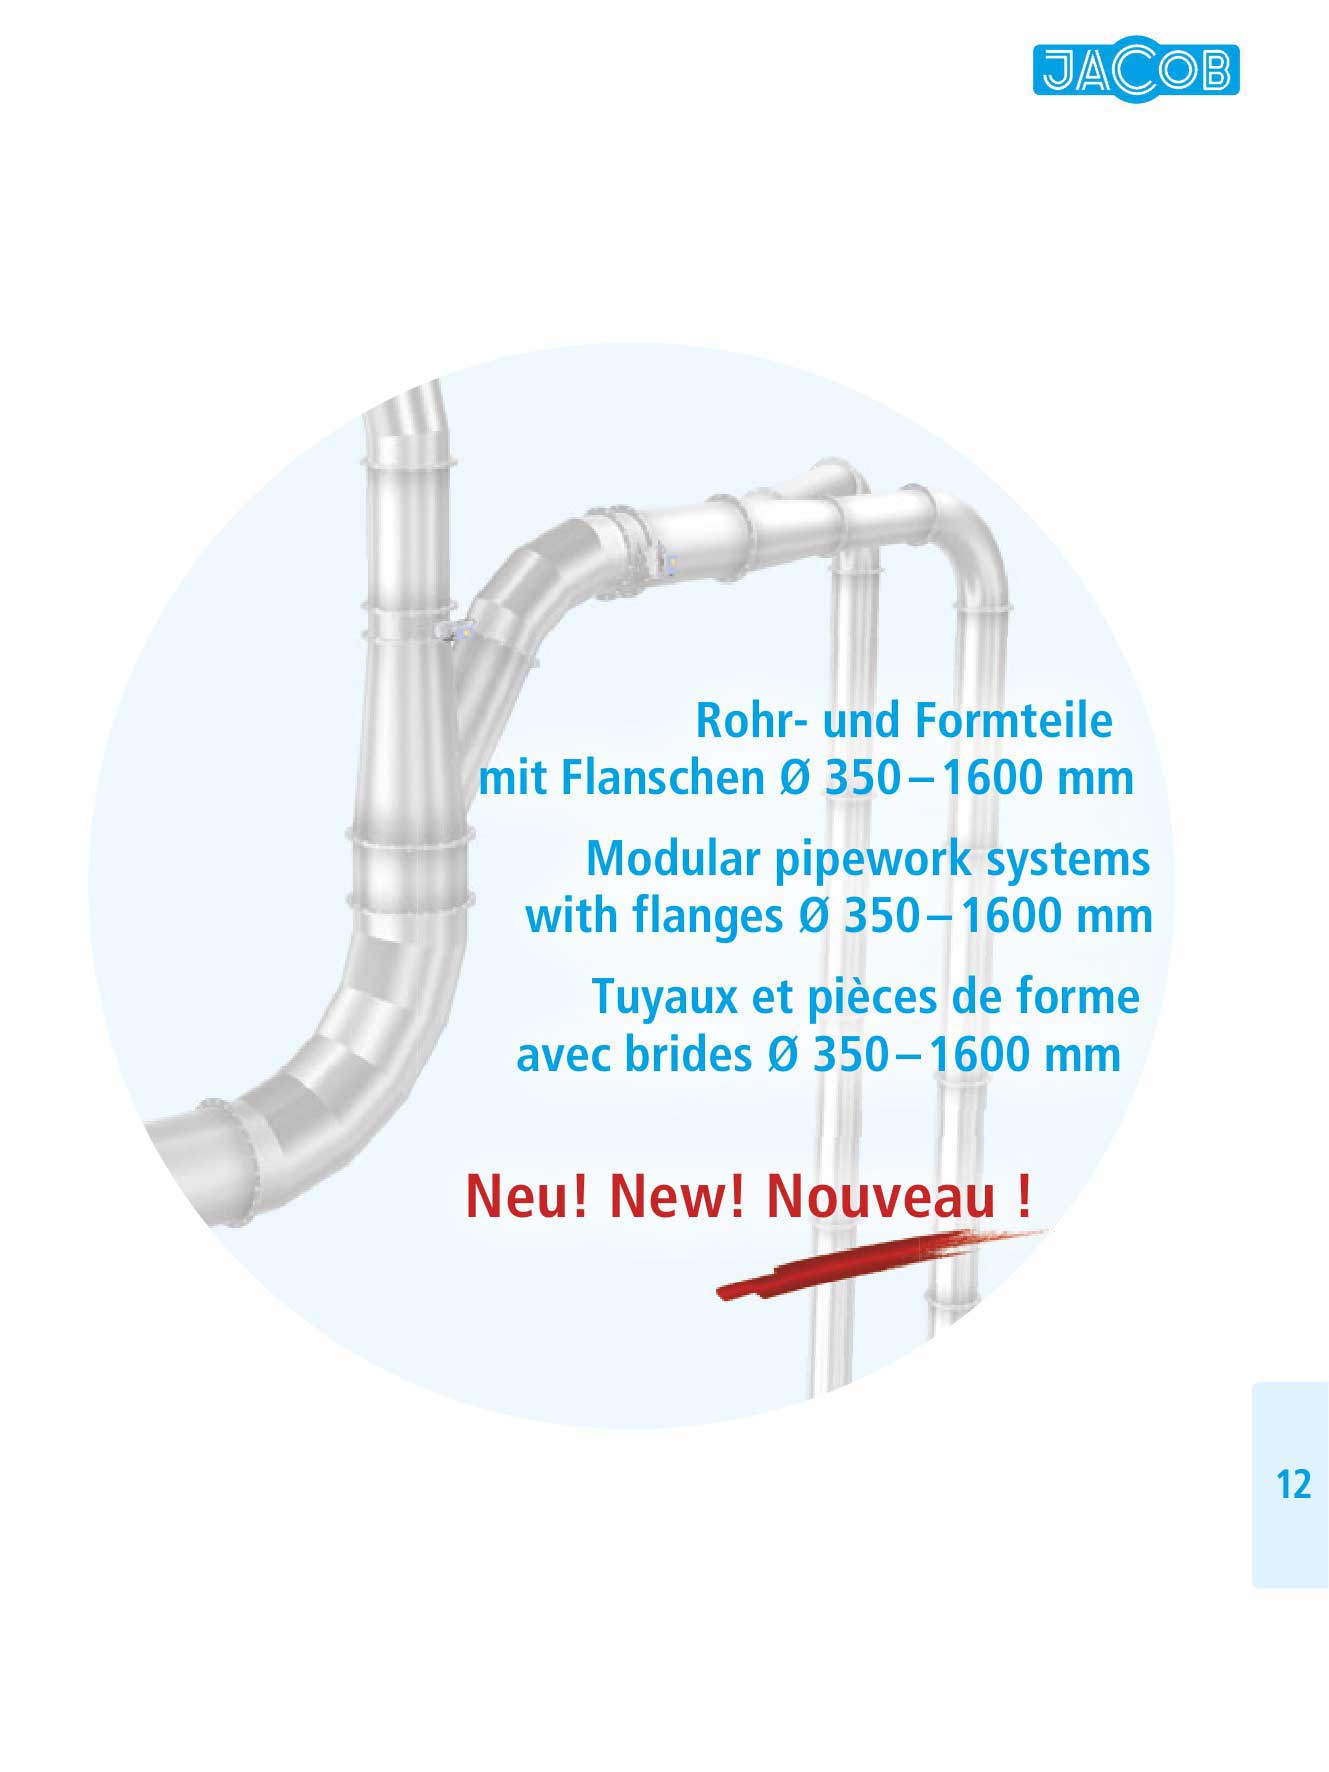 JACOB
Rohr- und Formteile
mit Flanschen Ø 350 – 1600 mm
Modular pipework systems
with flanges Ø 350 – 1600 mm
Tuyaux et pièces de forme
avec brides Ø 350 – 1600 mm
Neu! New! Nouveau !
12